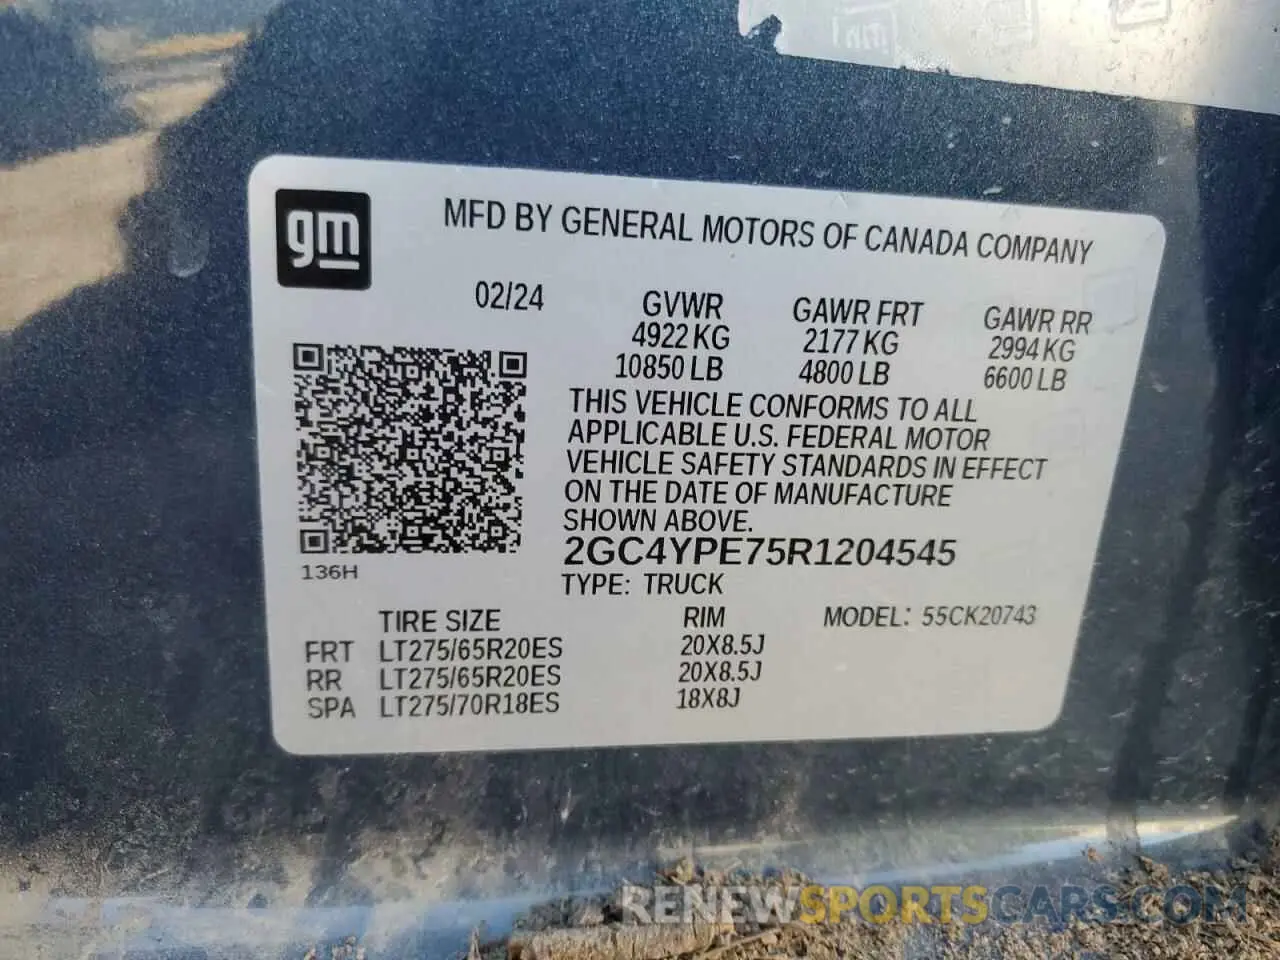 gm
MFD BY GENERAL MOTORS OF CANADA COMPANY
02/24
GVWR GAWR FRT GAWR RR
4922 KG 2177 KG 2994 KG
10850 LB 4800 LB 6600 LB
THIS VEHICLE CONFORMS TO ALL
APPLICABLE U.S. FEDERAL MOTOR
VEHICLE SAFETY STANDARDS IN EFFECT
ON THE DATE OF MANUFACTURE
SHOWN ABOVE.
2GC4YPE75R1204545
136H
TYPE: TRUCK
TIRE SIZE RIM MODEL: 55CK20743
FRT LT275/65R20ES 20X8.5J
RR LT275/65R20ES 20X8.5J
SPA LT275/70R18ES 18X8J
RENEWSPORTSCARS.COM